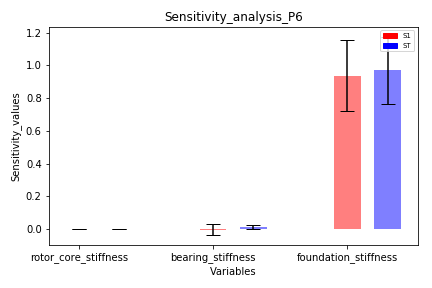 Sensitivity_analysis_P6
S1
ST
1.2
1.0
0.8
0.6
0.4
0.2
0.0
Sensitivity_values
rotor_core_stiffness bearing_stiffness foundation_stiffness
Variables